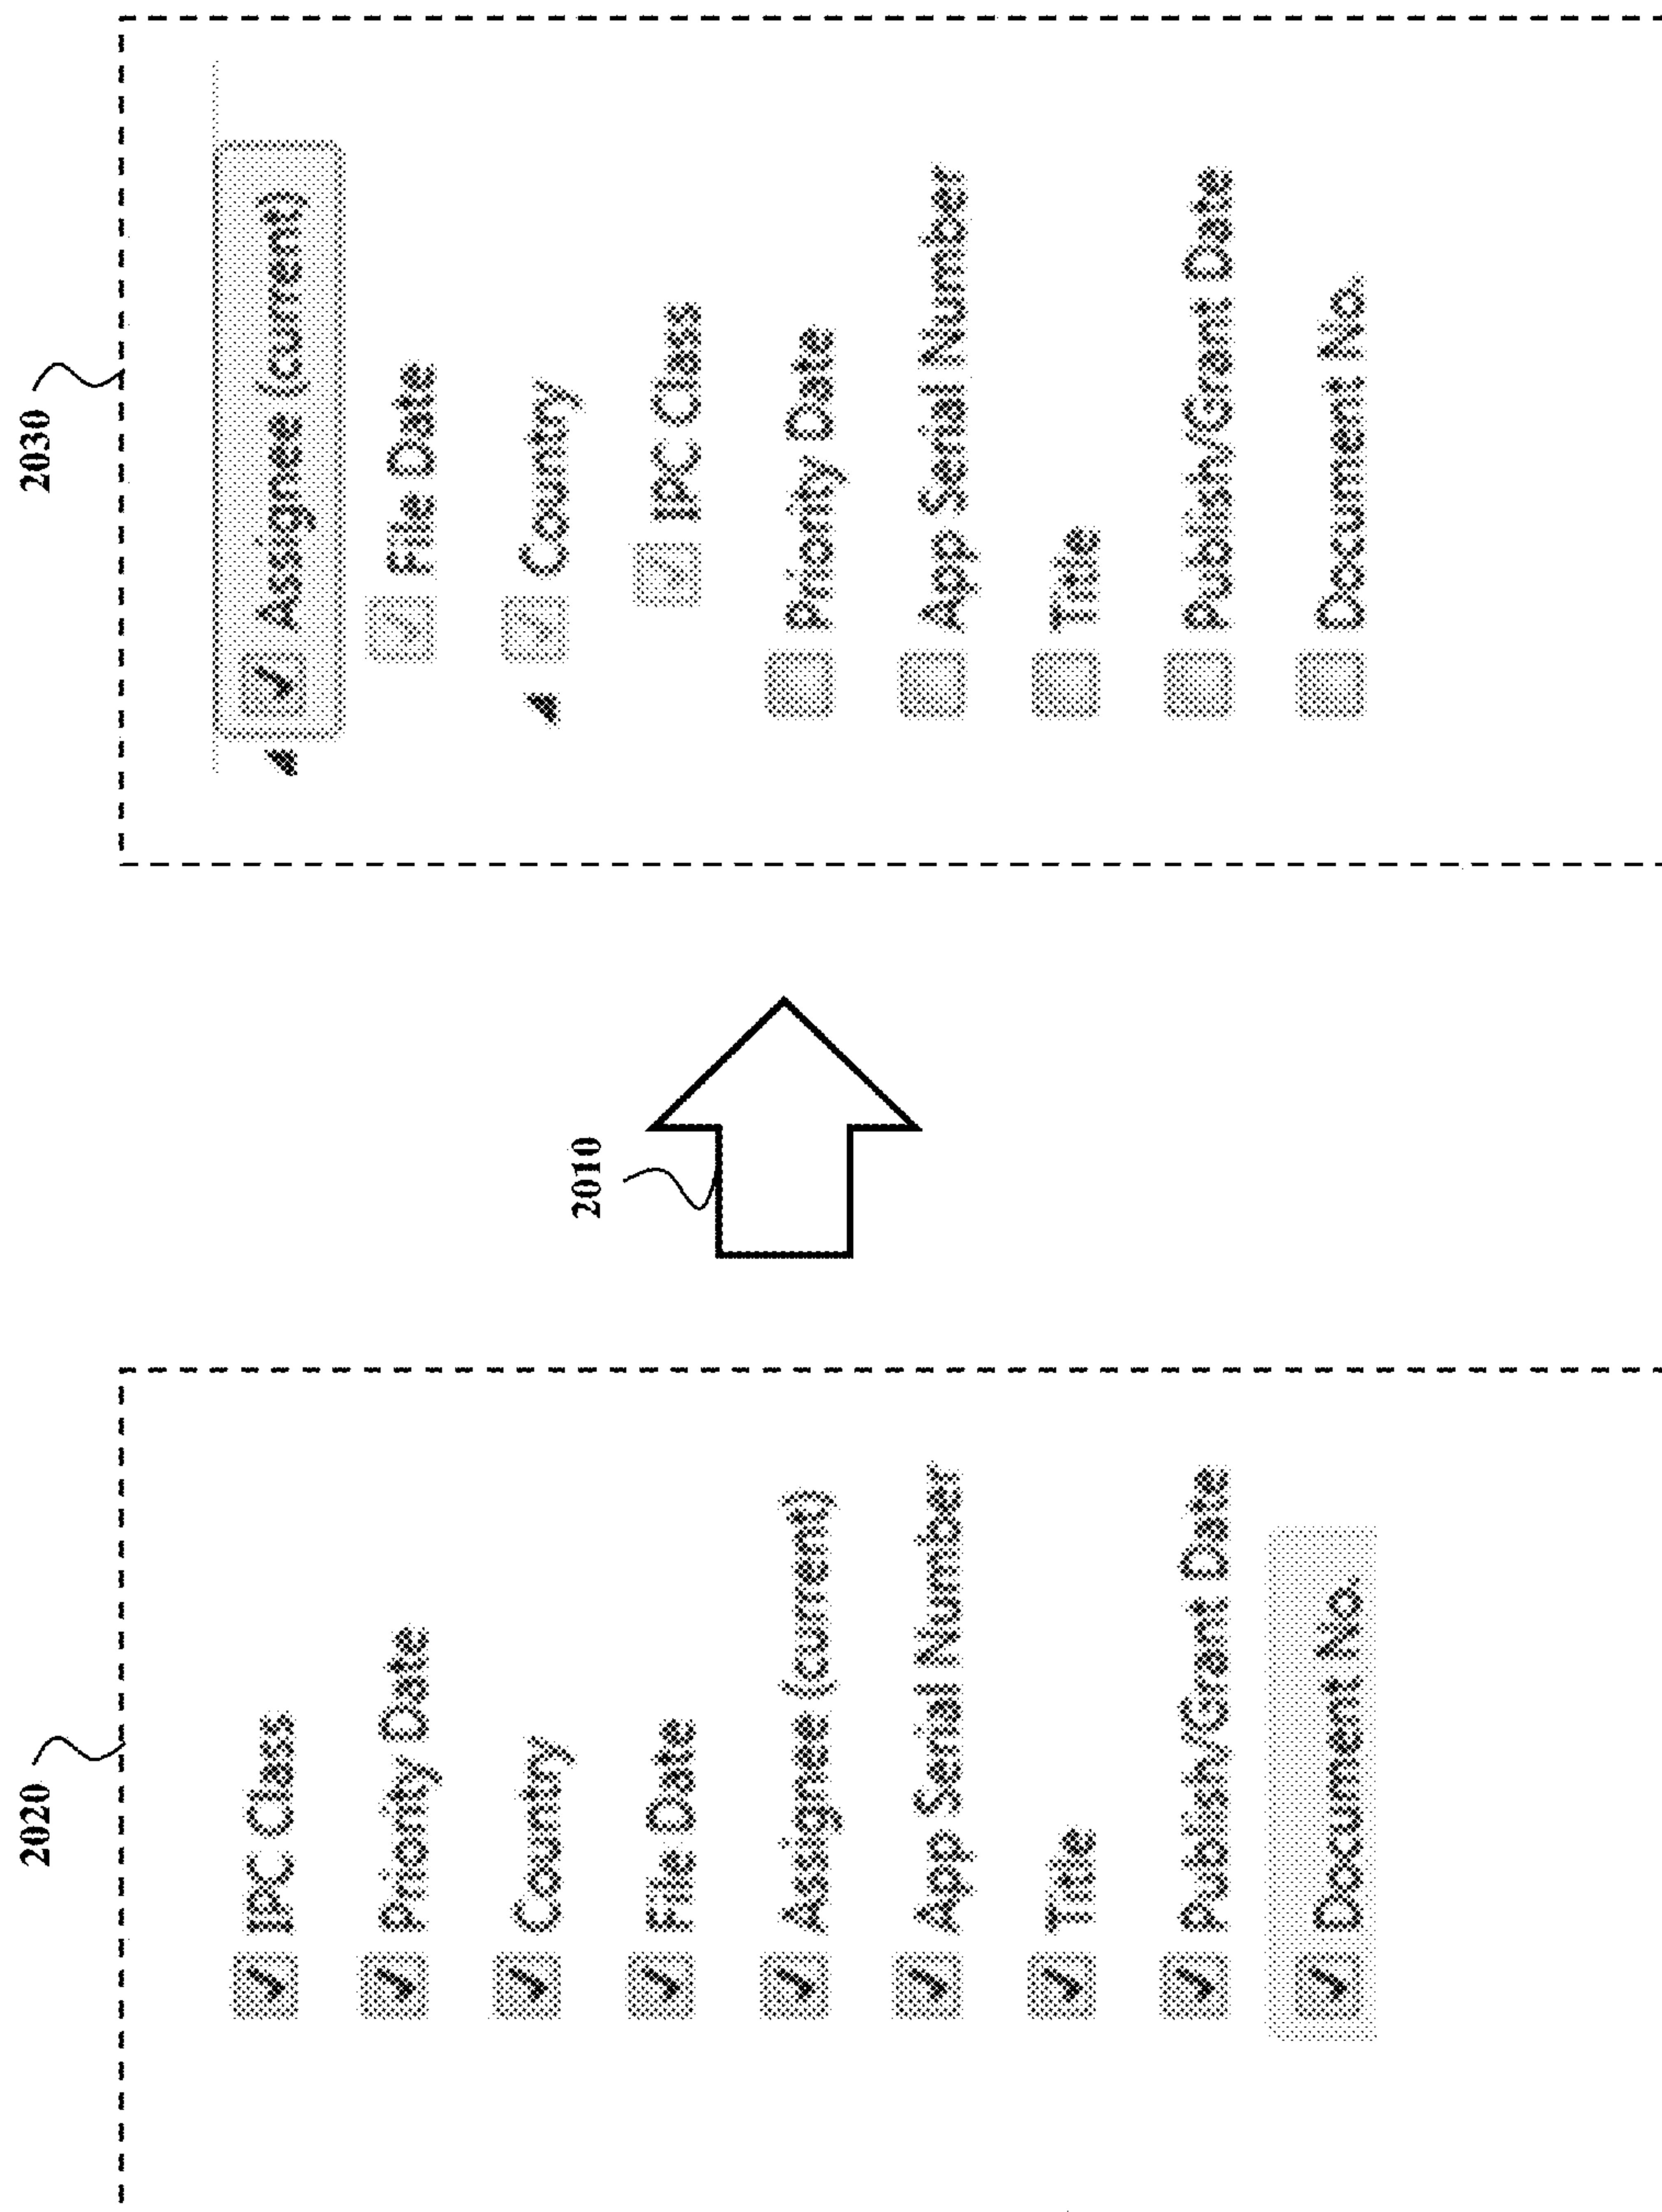 2020
IPC Class
Priority Date
Country
File Date
Assignee (current)
App Serial Number
Title
Publish/Grant Date
Document No.
2010
2030
Assignee (current)
File Date
Country
IPC Class
Priority Date
App Serial Number
Title
Publish/Grant Date
Document No.